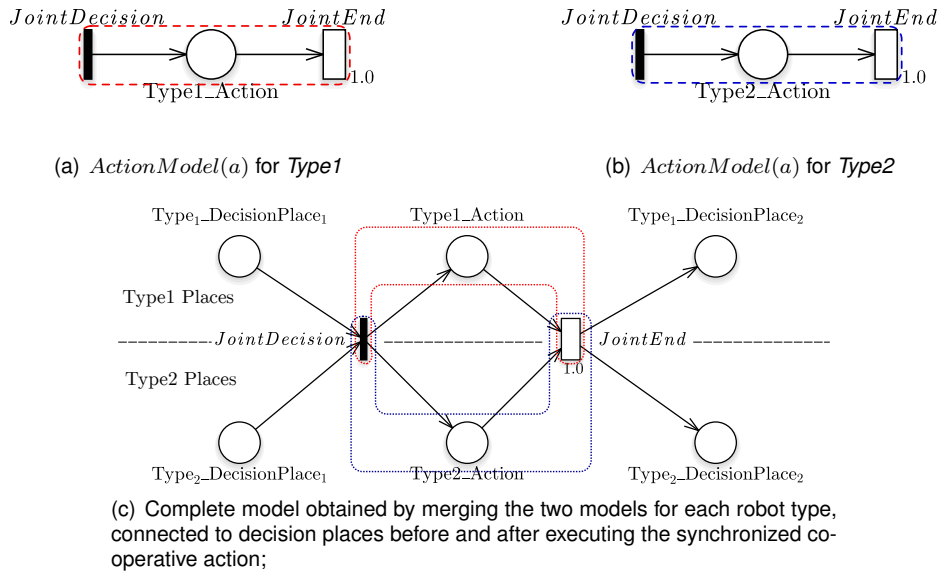 JointDecision JointEnd
1.0
Type1_Action
(a) ActionModel(a) for Type1
JointDecision JointEnd
1.0
Type2_Action
(b) ActionModel(a) for Type2
Type₁_DecisionPlace₁ Type1_Action Type₁_DecisionPlace₂
Type1 Places
JointDecision JointEnd
1.0
Type2 Places
Type₂_DecisionPlace₁ Type2_Action Type₂_DecisionPlace₂
(c) Complete model obtained by merging the two models for each robot type,
connected to decision places before and after executing the synchronized co-
operative action;